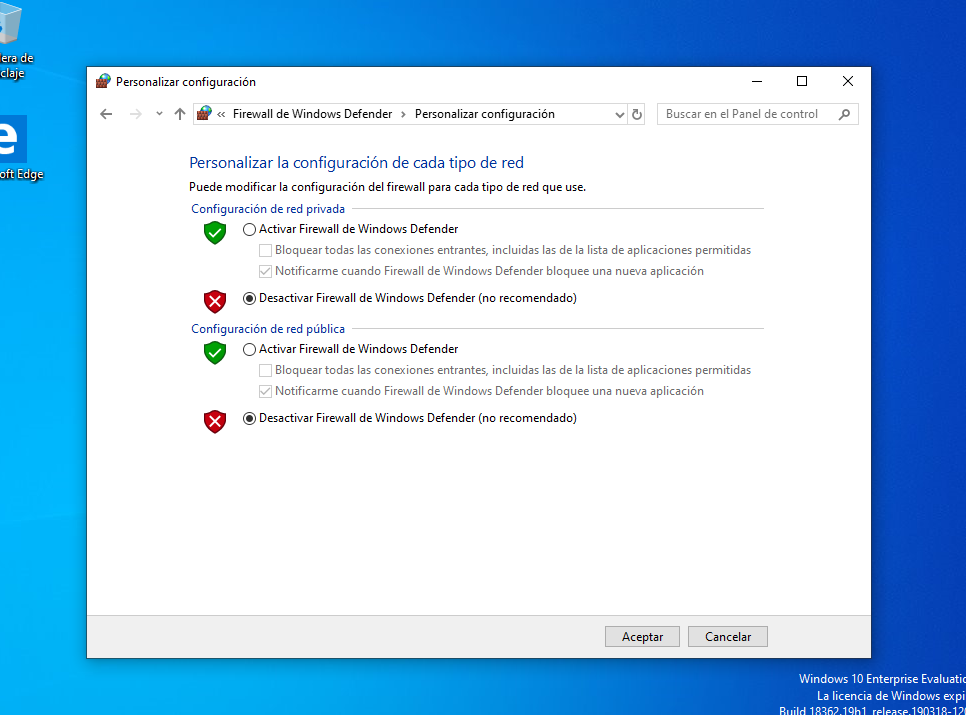 era de
claje
oft Edge
Personalizar configuración
« Firewall de Windows Defender › Personalizar configuración
Buscar en el Panel de control
Personalizar la configuración de cada tipo de red
Puede modificar la configuración del firewall para cada tipo de red que use.
Configuración de red privada
Activar Firewall de Windows Defender
Bloquear todas las conexiones entrantes, incluidas las de la lista de aplicaciones permitidas
Notificarme cuando Firewall de Windows Defender bloquee una nueva aplicación
Desactivar Firewall de Windows Defender (no recomendado)
Configuración de red pública
Activar Firewall de Windows Defender
Bloquear todas las conexiones entrantes, incluidas las de la lista de aplicaciones permitidas
Notificarme cuando Firewall de Windows Defender bloquee una nueva aplicación
Desactivar Firewall de Windows Defender (no recomendado)
Aceptar
Cancelar
Windows 10 Enterprise Evaluatio
La licencia de Windows expi
Build 18362.19h1_release.190318-120